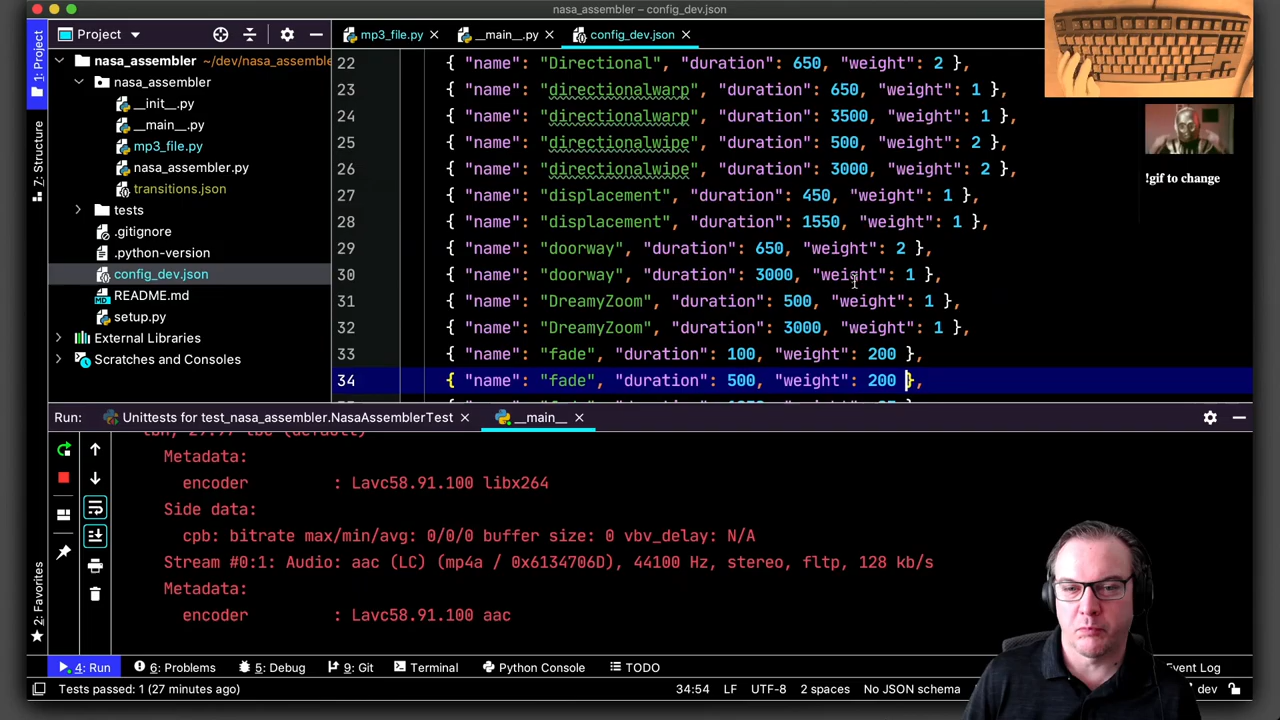 nasa_assembler – config_dev.json
Project
mp3_file.py
__main__.py
config_dev.json
1: Project
2: Structure
2: Favorites
nasa_assembler ~/dev/nasa_assemble
nasa_assembler
__init__.py
__main__.py
mp3_file.py
nasa_assembler.py
transitions.json
tests
.gitignore
.python-version
config_dev.json
README.md
setup.py
External Libraries
Scratches and Consoles
22 { "name": "Directional", "duration": 650, "weight": 2 },
23 { "name": "directionalwarp", "duration": 650, "weight": 1 },
24 { "name": "directionalwarp", "duration": 3500, "weight": 1 },
25 { "name": "directionalwipe", "duration": 500, "weight": 2 },
26 { "name": "directionalwipe", "duration": 3000, "weight": 2 },
27 { "name": "displacement", "duration": 450, "weight": 1 },
28 { "name": "displacement", "duration": 1550, "weight": 1 },
29 { "name": "doorway", "duration": 650, "weight": 2 },
30 { "name": "doorway", "duration": 3000, "weight": 1 },
31 { "name": "DreamyZoom", "duration": 500, "weight": 1 },
32 { "name": "DreamyZoom", "duration": 3000, "weight": 1 },
33 { "name": "fade", "duration": 100, "weight": 200 },
34 { "name": "fade", "duration": 500, "weight": 200 },
!gif to change
Run: Unittests for test_nasa_assembler.NasaAssemblerTest
__main__
Metadata:
encoder : Lavc58.91.100 libx264
Side data:
cpb: bitrate max/min/avg: 0/0/0 buffer size: 0 vbv_delay: N/A
Stream #0:1: Audio: aac (LC) (mp4a / 0x6134706D), 44100 Hz, stereo, fltp, 128 kb/s
Metadata:
encoder : Lavc58.91.100 aac
4: Run
6: Problems
5: Debug
9: Git
Terminal
Python Console
TODO
Event Log
Tests passed: 1 (27 minutes ago)
34:54 LF UTF-8 2 spaces No JSON schema
dev